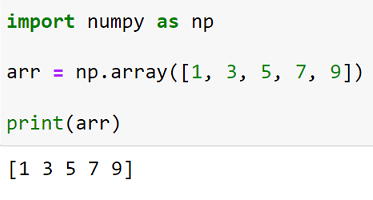 import numpy as np
arr = np.array([1, 3, 5, 7, 9])
print(arr)
[1 3 5 7 9]